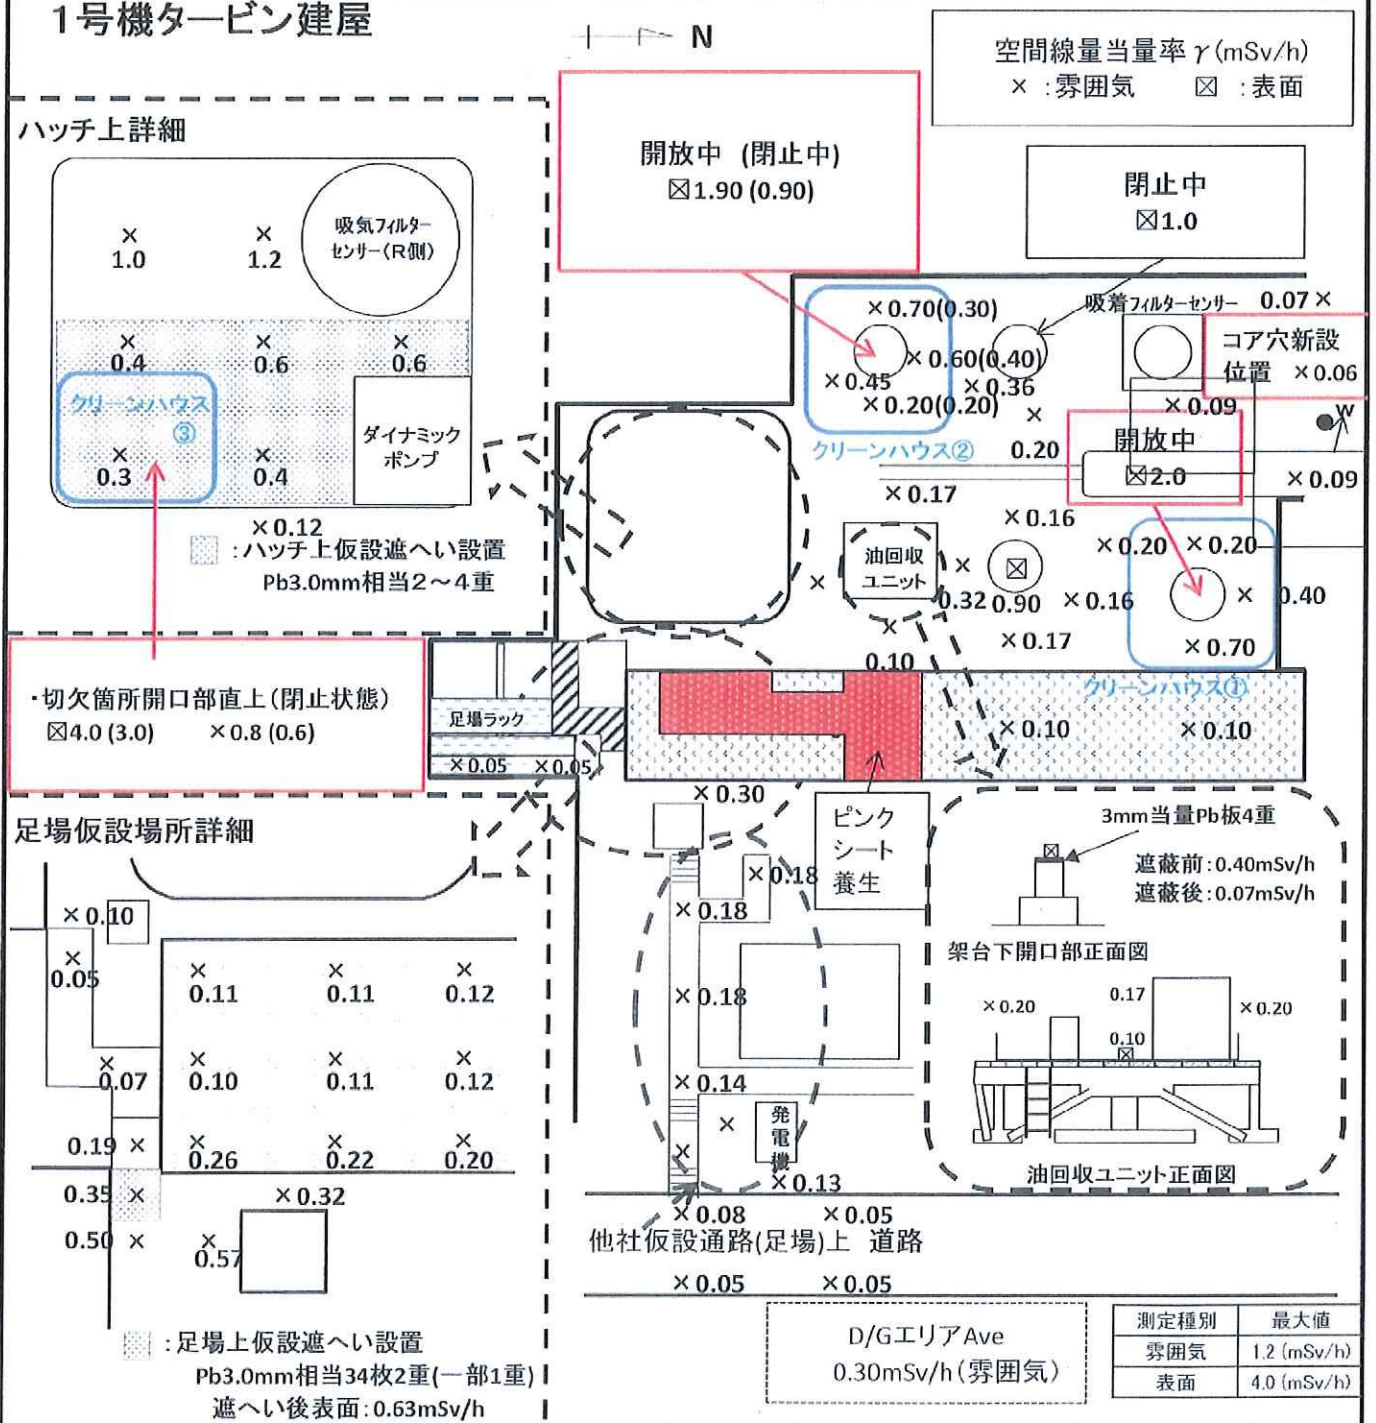 1号機タービン建屋
N
空間線量当量率γ(mSv/h)
×:雰囲気 ☒:表面
ハッチ上詳細
×
1.0
×
1.2
吸気フィルター
センサー(R側)
×
0.4
×
0.6
×
0.6
クリーンハウス
③
×
0.3
×
0.4
ダイナミック
ポンプ
×0.12
:ハッチ上仮設遮へい設置
Pb3.0mm相当2~4重
開放中 (閉止中)
☒1.90 (0.90)
閉止中
☒1.0
吸着フィルターセンサー
0.07×
コア穴新設
位置 ×0.06
×0.70(0.30)
×0.60(0.40)
×0.45
×0.36
×0.20(0.20)
×
0.20
×0.09
W
クリーンハウス②
開放中
☒2.0
×0.09
×0.17
×0.16
×0.20
×0.20
油回収
ユニット
×
×
0.32
☒
0.90
×0.16
×
0.40
×
0.10
×0.17
×0.70
クリーンハウス①
・切欠箇所開口部直上(閉止状態)
☒4.0 (3.0) ×0.8 (0.6)
足場ラック
×0.05
×0.05
×0.10
×0.10
×0.30
ピンク
シート
養生
足場仮設場所詳細
×0.10
×
0.05
×
0.11
×
0.11
×
0.12
×
0.07
×
0.10
×
0.11
×
0.12
0.19×
×
0.26
×
0.22
×
0.20
0.35×
×0.32
0.50×
×
0.57
:足場上仮設遮へい設置
Pb3.0mm相当34枚2重(一部1重)
遮へい後表面:0.63mSv/h
×0.18
×0.18
×0.18
×0.14
×
発電機
×
×0.13
×0.08
×0.05
他社仮設通路(足場)上 道路
×0.05
×0.05
3mm当量Pb板4重
☒
遮蔽前:0.40mSv/h
遮蔽後:0.07mSv/h
架台下開口部正面図
×0.20
0.17
×0.20
0.10
☒
油回収ユニット正面図
D/GエリアAve
0.30mSv/h(雰囲気)
測定種別 最大値
雰囲気 1.2 (mSv/h)
表面 4.0 (mSv/h)